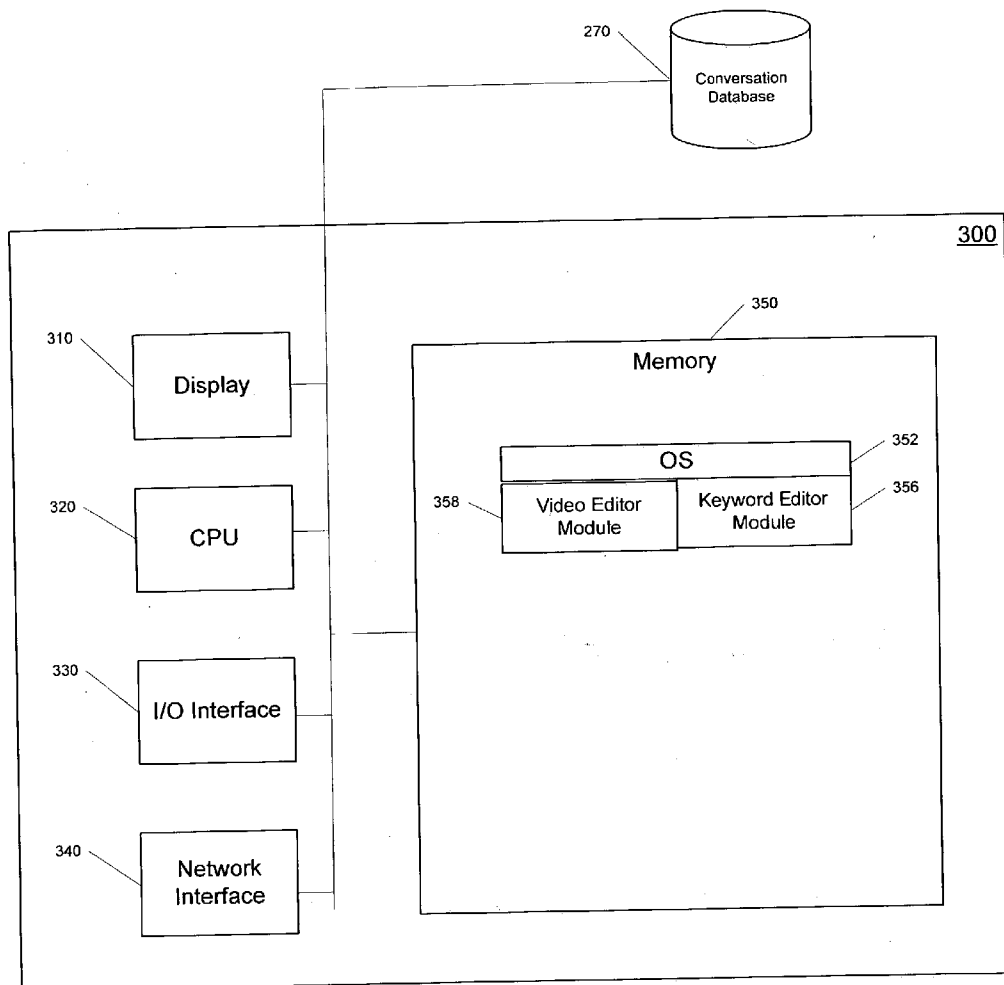 270
Conversation
Database
300
350
310
Memory
Display
352
OS
320
358
Video Editor
Module
Keyword Editor
Module
356
CPU
330
I/O Interface
340
Network
Interface